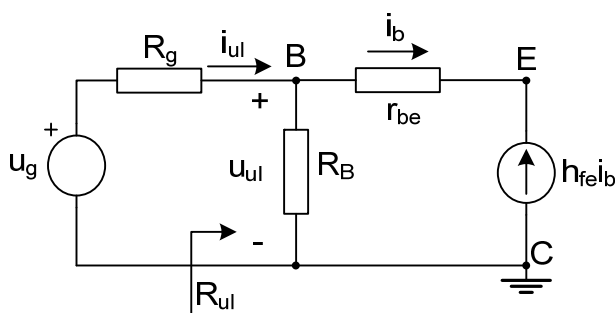 R_g
i_ul
B
i_b
E
+
r_be
+
u_g
u_ul
R_B
h_fe i_b
-
C
R_ul